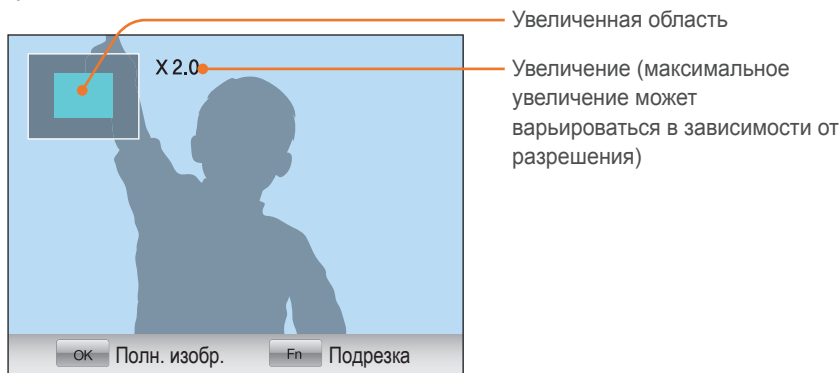 Увеличенная область
X 2.0
Увеличение (максимальное
увеличение может
варьироваться в зависимости от
разрешения)
OK Полн. изобр. Fn Подрезка